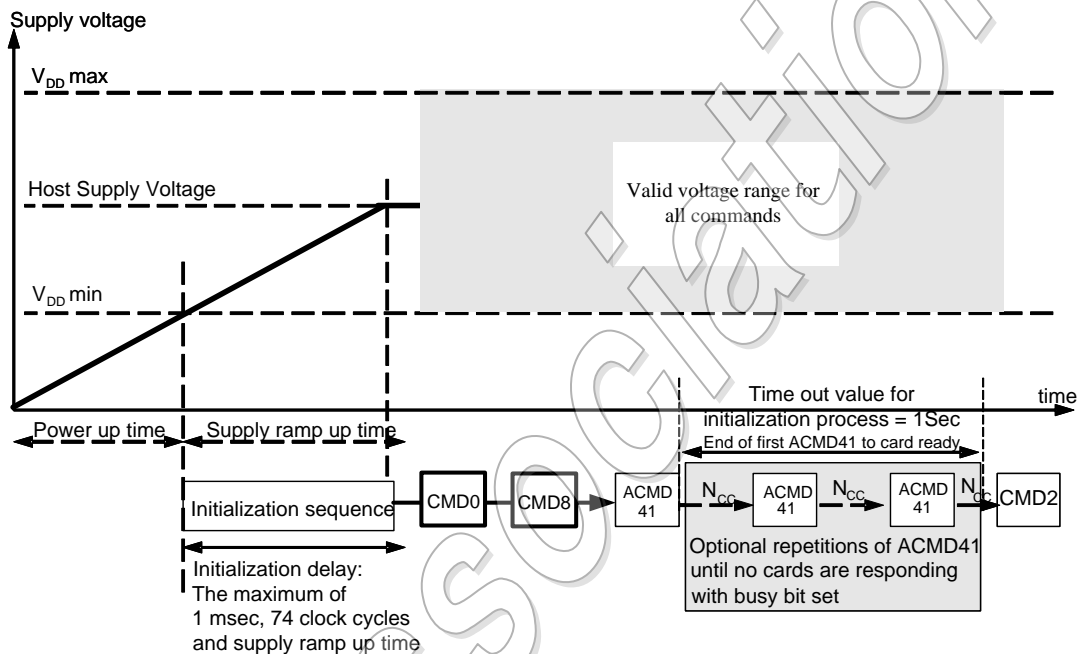 Supply voltage
V_DD max
Host Supply Voltage
Valid voltage range for
all commands
V_DD min
time
Power up time
Supply ramp up time
Time out value for
initialization process = 1Sec
End of first ACMD41 to card ready
Initialization sequence
CMD0
CMD8
ACMD
41
N_CC
ACMD
41
N_CC
ACMD
41
N_CC
CMD2
Optional repetitions of ACMD41
until no cards are responding
with busy bit set
Initialization delay:
The maximum of
1 msec, 74 clock cycles
and supply ramp up time
ssociation